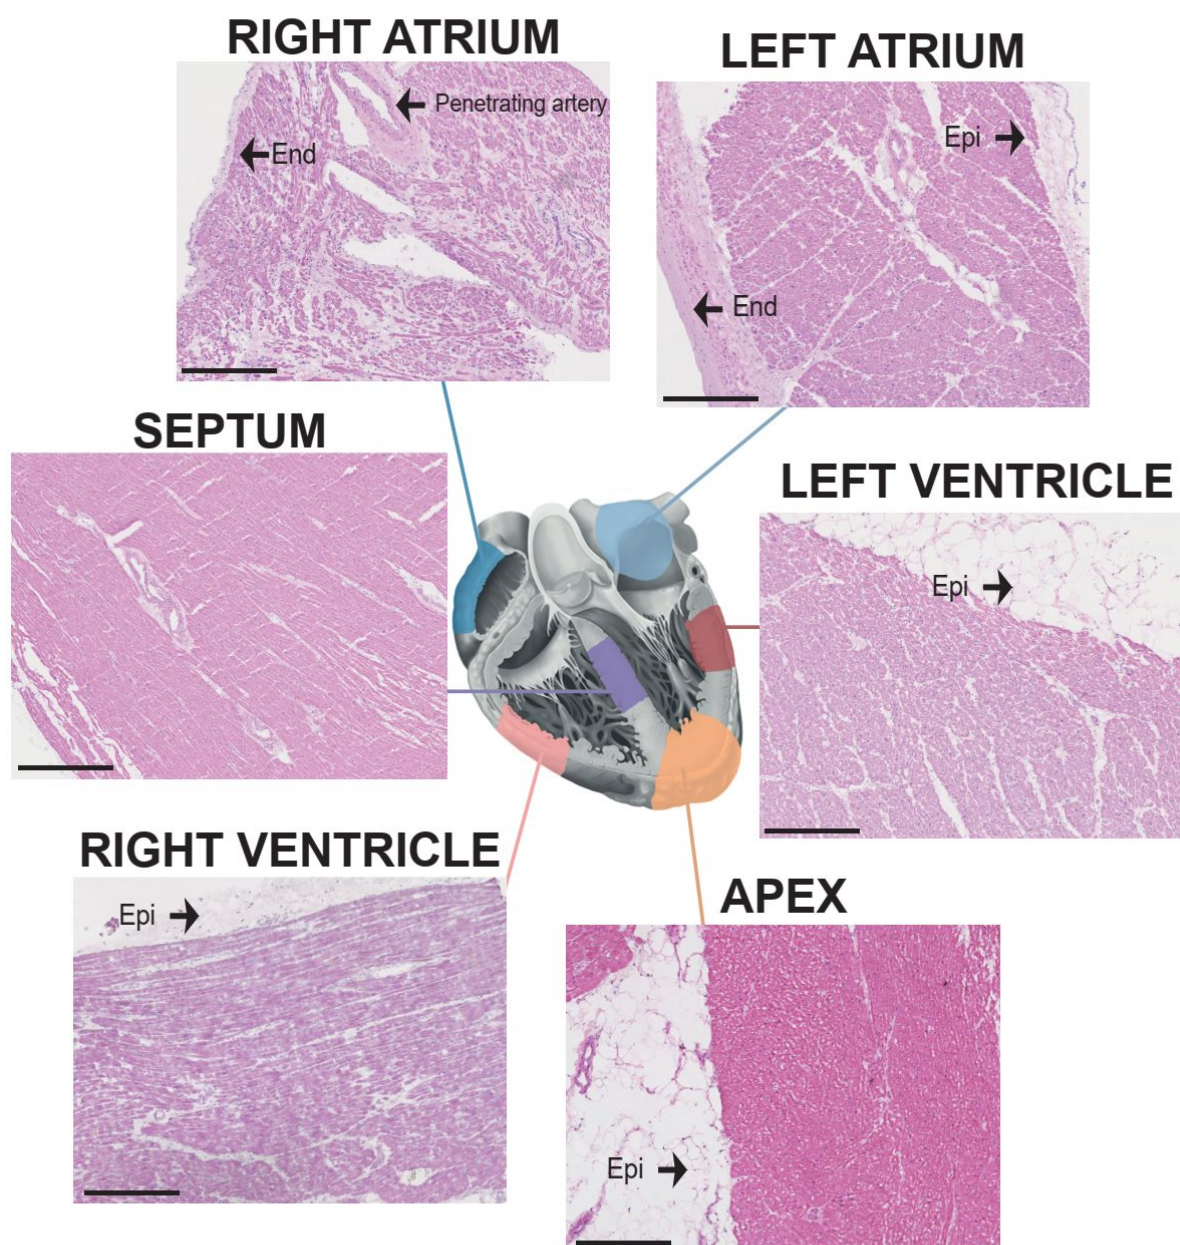 RIGHT ATRIUM
Penetrating artery
End
LEFT ATRIUM
Epi
End
SEPTUM
LEFT VENTRICLE
Epi
RIGHT VENTRICLE
Epi
APEX
Epi